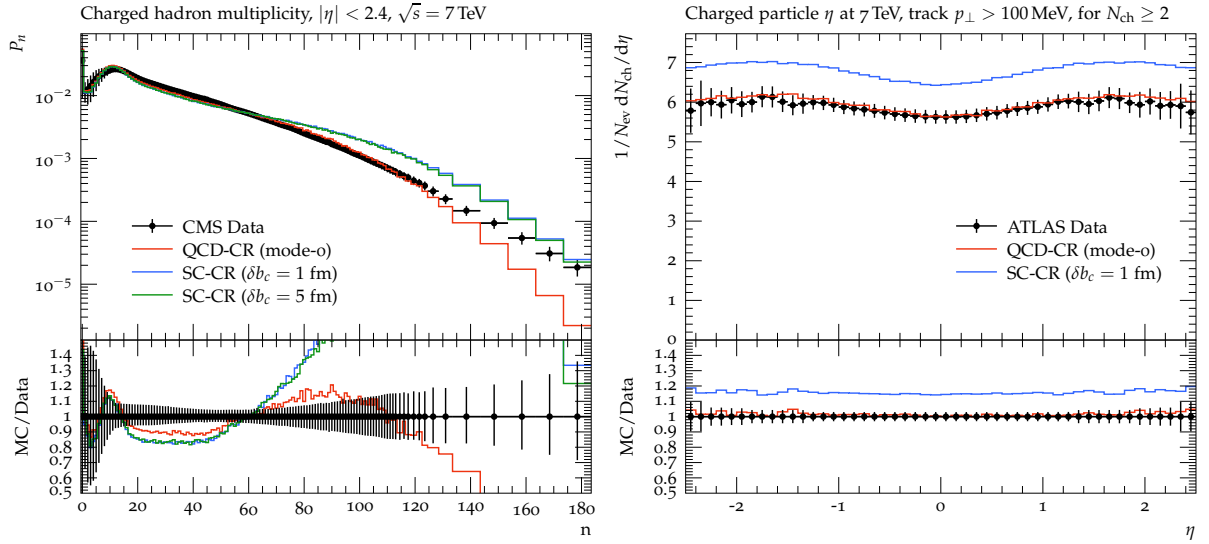 Charged hadron multiplicity, |η| < 2.4, √s = 7 TeV
P_n
10^−2
10^−3
10^−4
10^−5
CMS Data
QCD-CR (mode-0)
SC-CR (δb_c = 1 fm)
SC-CR (δb_c = 5 fm)
MC/Data
1.4
1.3
1.2
1.1
1
0.9
0.8
0.7
0.6
0.5
0 20 40 60 80 100 120 140 160 180
n
Charged particle η at 7 TeV, track p_⊥ > 100 MeV, for N_ch ≥ 2
1/N_ev dN_ch/dη
7
6
5
4
3
2
1
0
ATLAS Data
QCD-CR (mode-0)
SC-CR (δb_c = 1 fm)
MC/Data
1.4
1.3
1.2
1.1
1
0.9
0.8
0.7
0.6
0.5
-2 -1 0 1 2
η